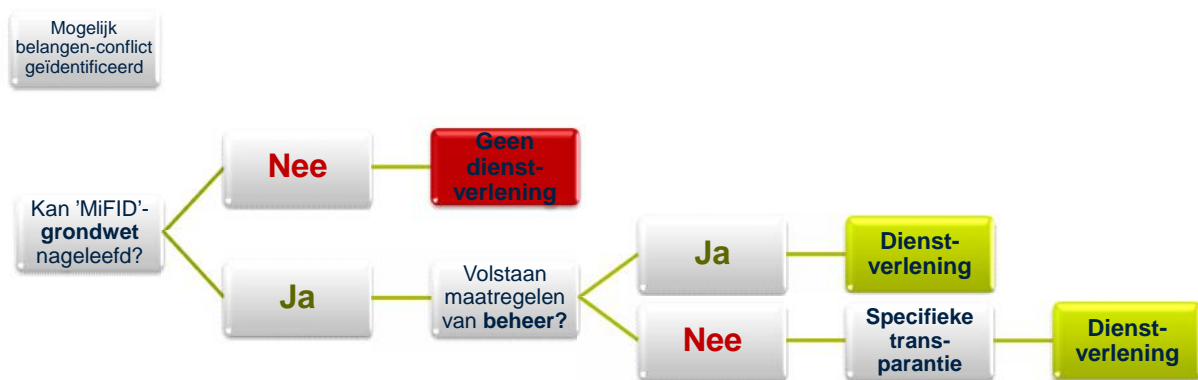 Mogelijk
belangen-conflict
geïdentificeerd
Nee
Geen
dienst-
verlening
Kan ’MiFID’-
grondwet
nageleefd?
Ja
Volstaan
maatregelen
van beheer?
Ja
Dienst-
verlening
Nee
Specifieke
trans-
parantie
Dienst-
verlening